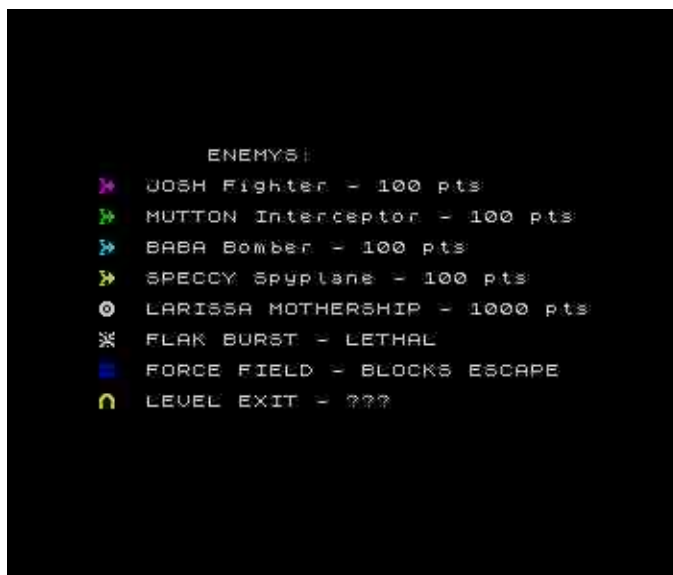 ENEMYS:
JOSH Fighter - 100 pts
MUTTON Interceptor - 100 pts
BABA Bomber - 100 pts
SPECCY Spyplane - 100 pts
LARISSA MOTHERSHIP - 1000 pts
FLAK BURST - LETHAL
FORCE FIELD - BLOCKS ESCAPE
LEVEL EXIT - ???